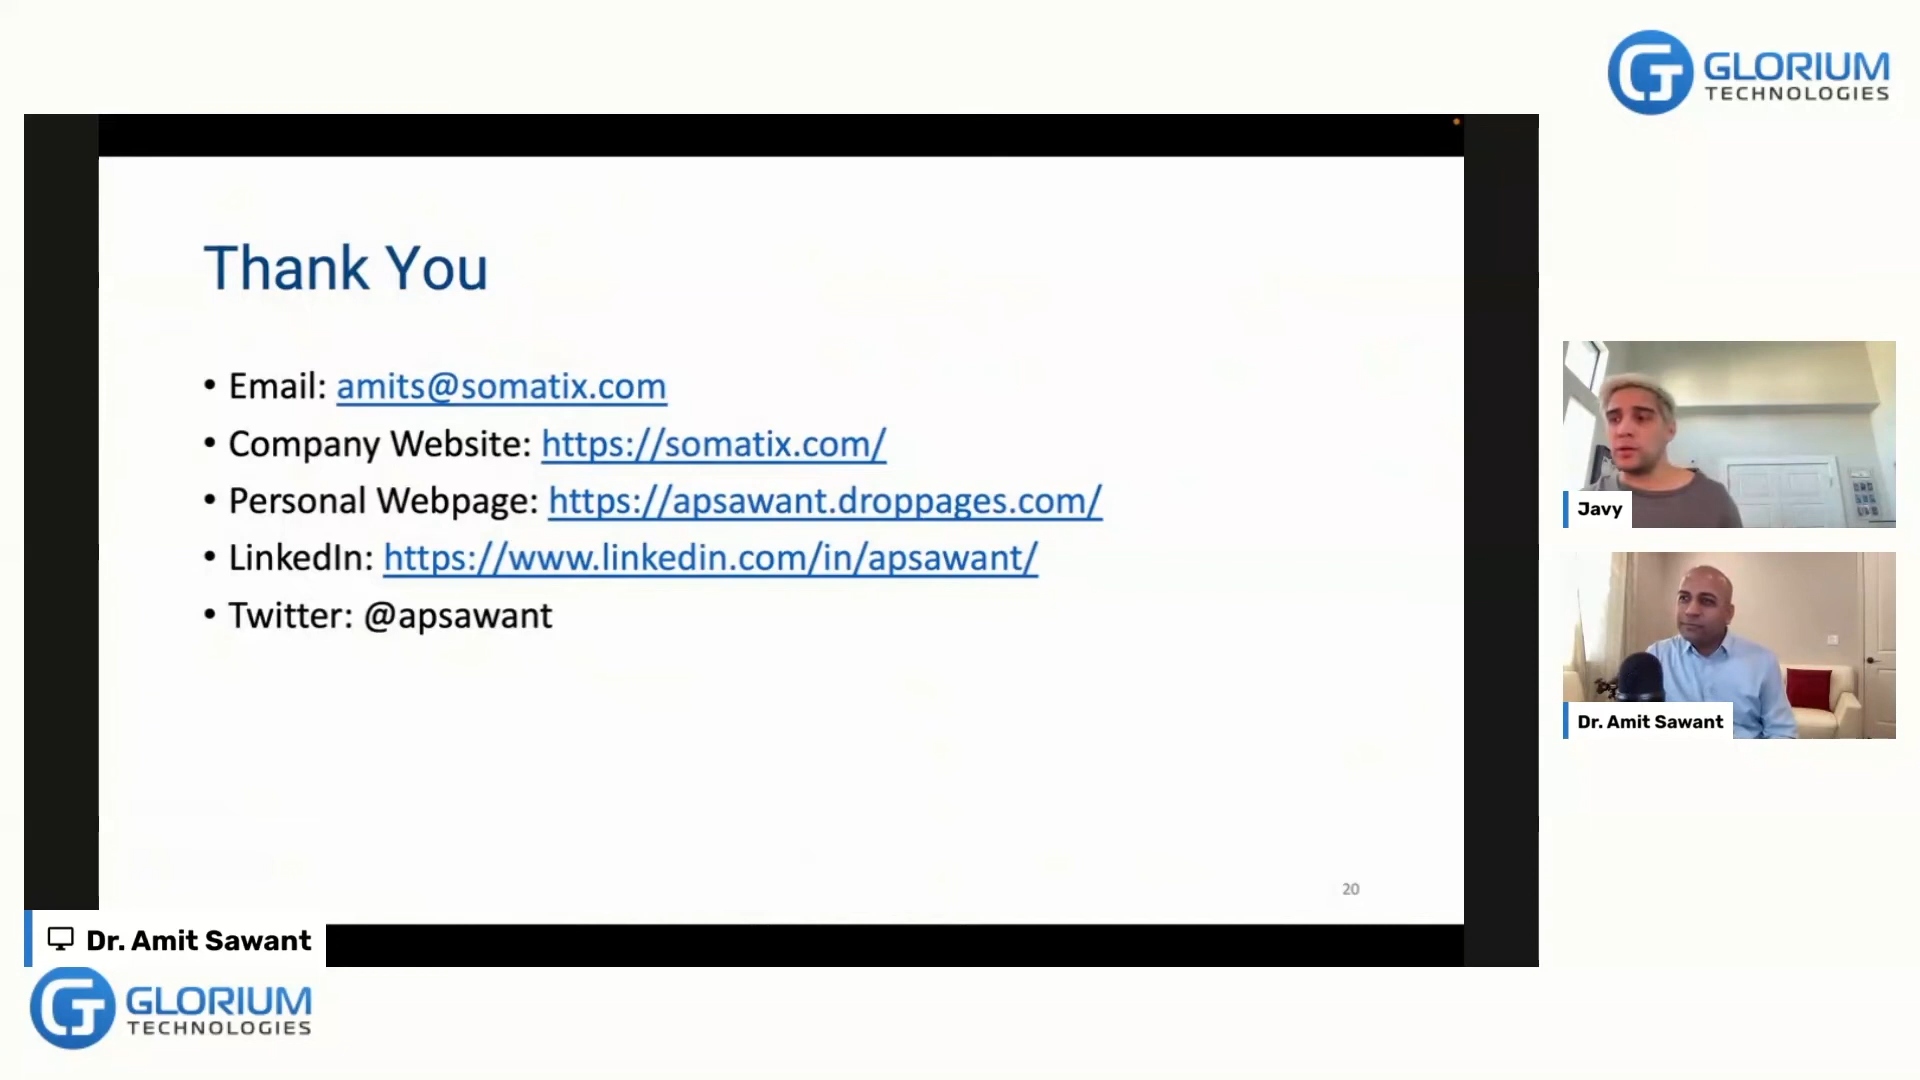 GLORIUM
TECHNOLOGIES
Thank You
• Email: amits@somatix.com
• Company Website: https://somatix.com/
• Personal Webpage: https://apsawant.droppages.com/
• LinkedIn: https://www.linkedin.com/in/apsawant/
• Twitter: @apsawant
20
Javy
Dr. Amit Sawant
Dr. Amit Sawant
GLORIUM
TECHNOLOGIES